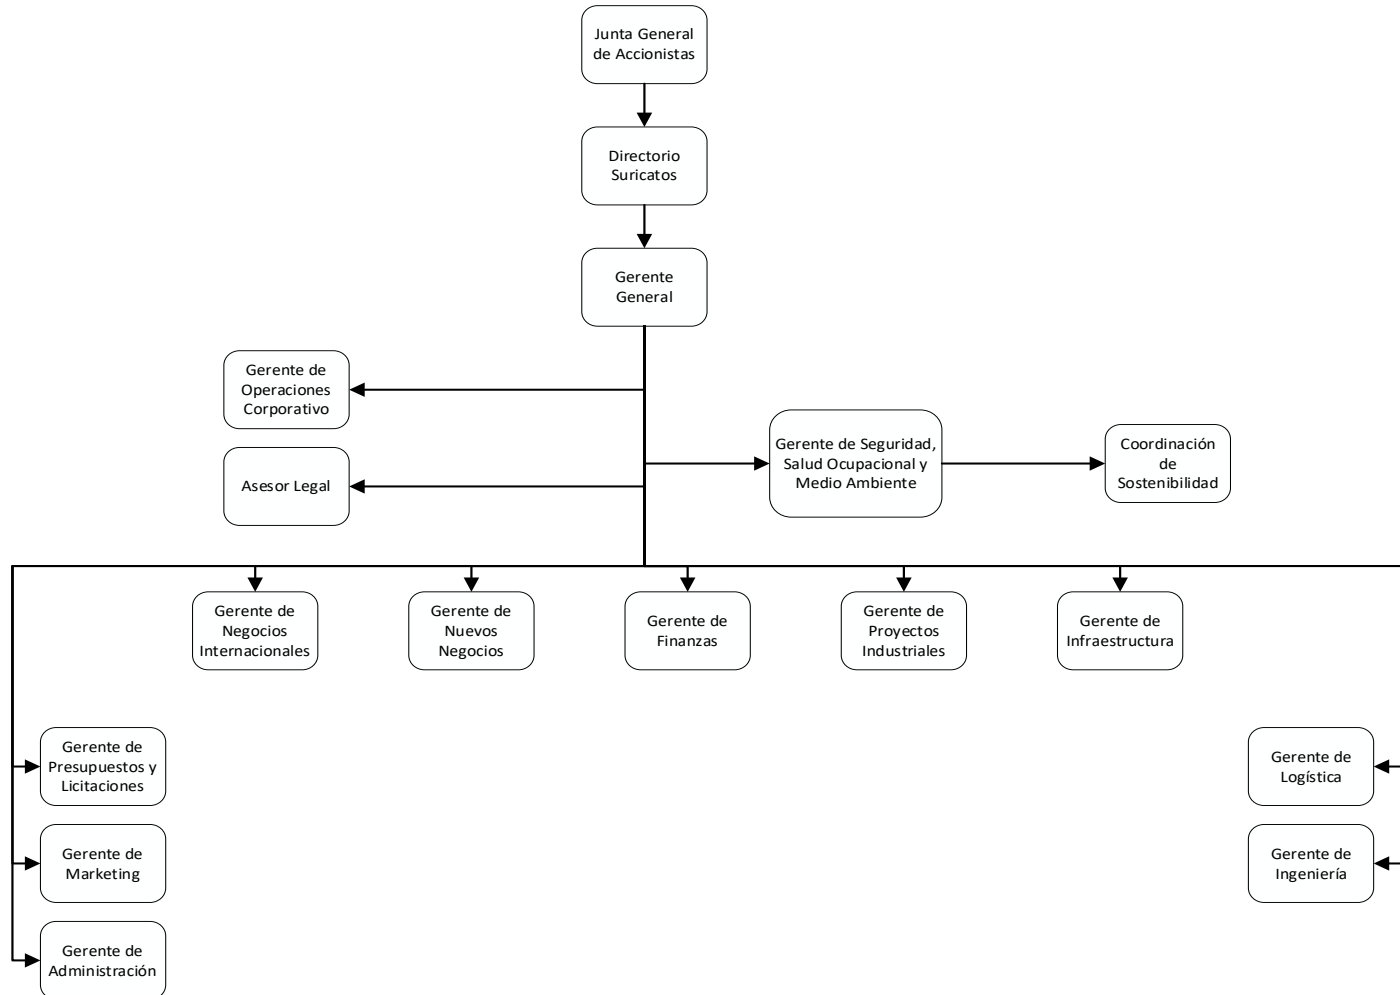 Junta General
de Accionistas
Directorio
Suricatos
Gerente
General
Gerente de
Operaciones
Corporativo
Asesor Legal
Gerente de Seguridad,
Salud Ocupacional y
Medio Ambiente
Coordinación
de
Sostenibilidad
Gerente de
Negocios
Internacionales
Gerente de
Nuevos
Negocios
Gerente de
Finanzas
Gerente de
Proyectos
Industriales
Gerente de
Infraestructura
Gerente de
Presupuestos y
Licitaciones
Gerente de
Marketing
Gerente de
Administración
Gerente de
Logística
Gerente de
Ingeniería